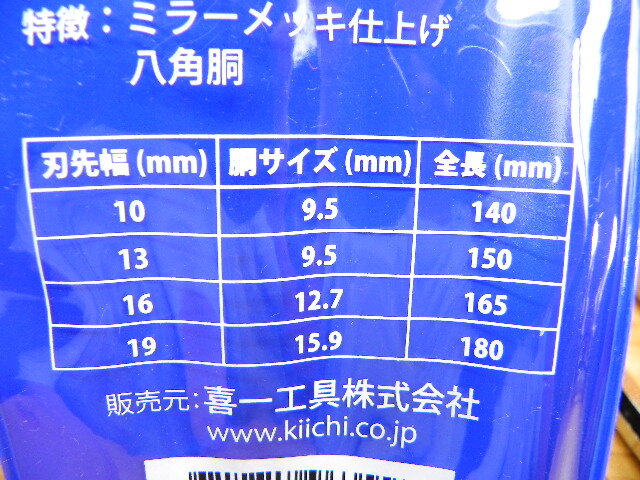 特徴：ミラーメッキ仕上げ
八角胴
刃先幅 (mm) 胴サイズ (mm) 全長 (mm)
10 9.5 140
13 9.5 150
16 12.7 165
19 15.9 180
販売元：喜一工具株式会社
www.kiichi.co.jp